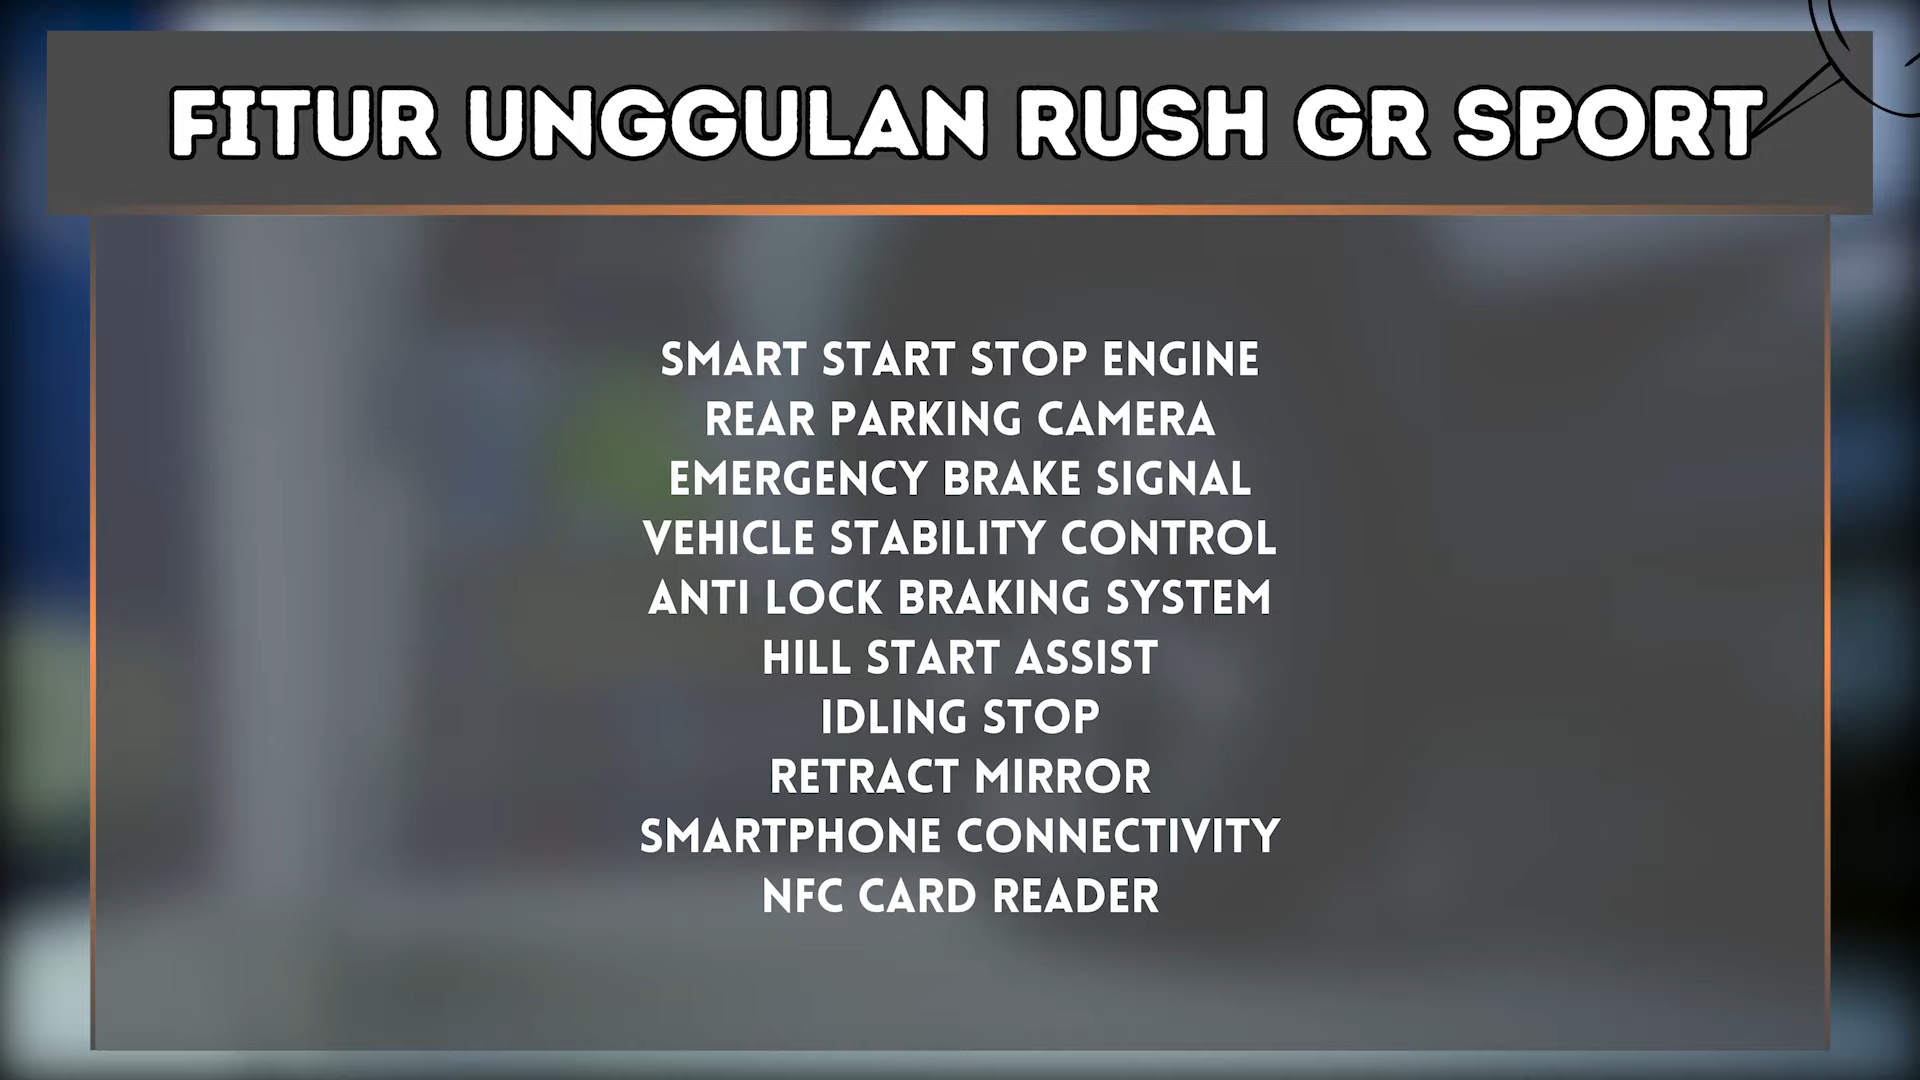 FITUR UNGGULAN RUSH GR SPORT
SMART START STOP ENGINE
REAR PARKING CAMERA
EMERGENCY BRAKE SIGNAL
VEHICLE STABILITY CONTROL
ANTI LOCK BRAKING SYSTEM
HILL START ASSIST
IDLING STOP
RETRACT MIRROR
SMARTPHONE CONNECTIVITY
NFC CARD READER